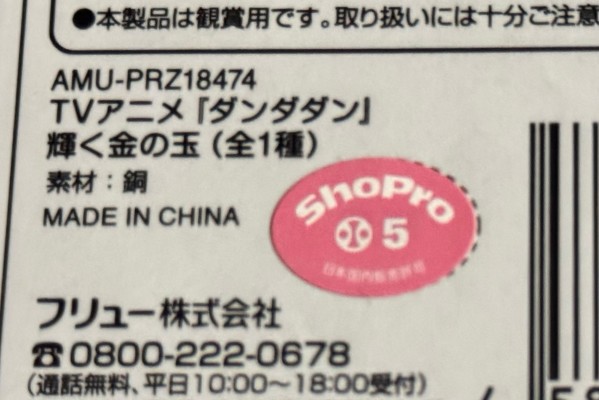 ●本製品は観賞用です。取り扱いには十分ご注意
AMU-PRZ18474
TVアニメ『ダンダダン』
輝く金の玉（全1種）
素材：銅
MADE IN CHINA
ShoPro
5
日本国内販売許可
フリュー株式会社
☎0800-222-0678
（通話無料、平日10:00〜18:00受付）